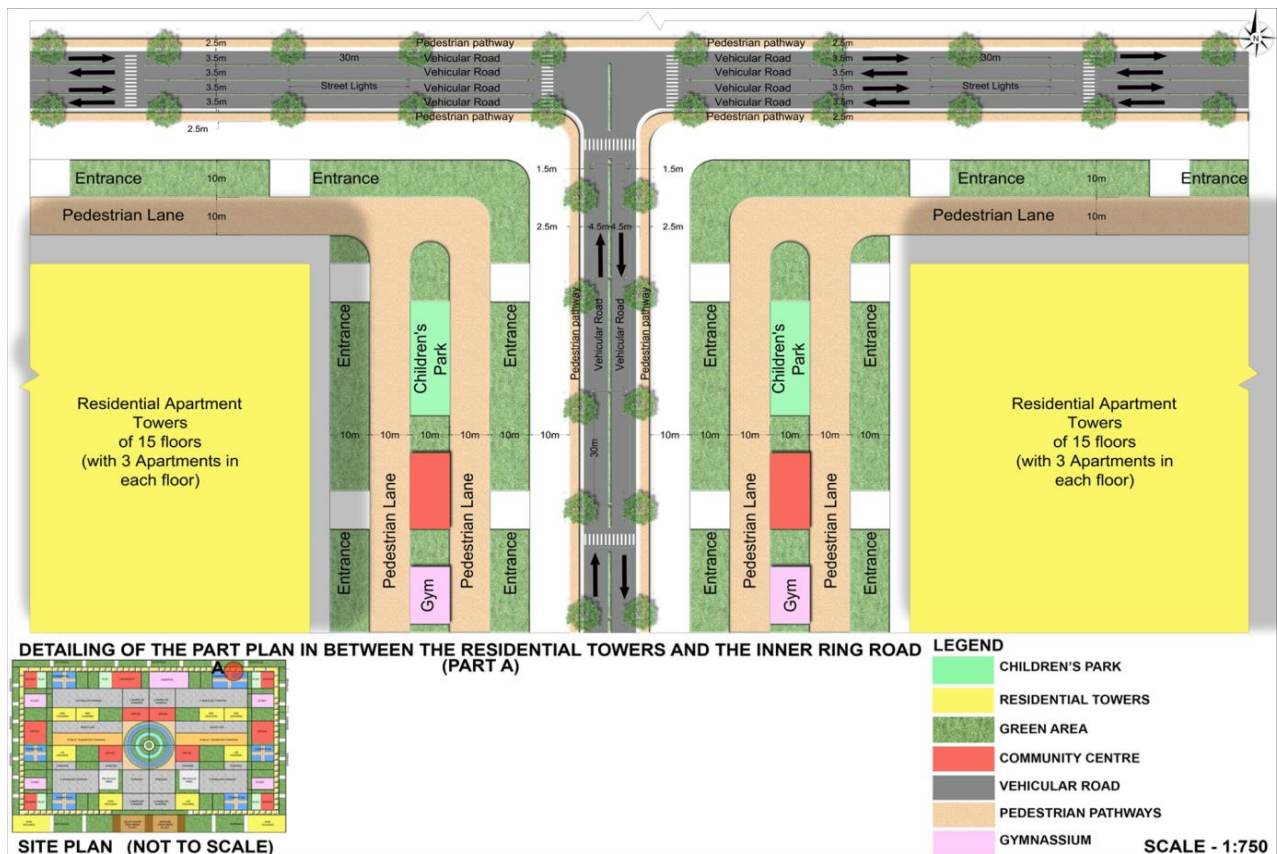 N
2.5m Pedestrian pathway Pedestrian pathway 2.5m
3.5m 30m Vehicular Road Vehicular Road 3.5m 30m
3.5m Vehicular Road Vehicular Road 3.5m
3.5m Street Lights Vehicular Road Vehicular Road 3.5m Street Lights
3.5m Vehicular Road Vehicular Road 3.5m
Pedestrian pathway Pedestrian pathway 2.5m
2.5m
1.5m 1.5m
Entrance 10m Entrance Entrance 10m Entrance
Pedestrian Lane 10m Pedestrian Lane 10m
2.5m 4.5m 4.5m 2.5m
Entrance
Children's
Park
Entrance
Pedestrian pathway
Vehicular Road
Vehicular Road
Pedestrian pathway
Entrance
Children's
Park
Entrance
Residential Apartment
Towers
of 15 floors
(with 3 Apartments in
each floor)
Residential Apartment
Towers
of 15 floors
(with 3 Apartments in
each floor)
10m 10m 10m 10m 10m 10m 10m 10m 10m 10m
30m
Entrance
Pedestrian Lane
Gym
Pedestrian Lane
Entrance
Entrance
Pedestrian Lane
Gym
Pedestrian Lane
Entrance
DETAILING OF THE PART PLAN IN BETWEEN THE RESIDENTIAL TOWERS AND THE INNER RING ROAD
(PART A)
A
SITE PLAN (NOT TO SCALE)
LEGEND
CHILDREN'S PARK
RESIDENTIAL TOWERS
GREEN AREA
COMMUNITY CENTRE
VEHICULAR ROAD
PEDESTRIAN PATHWAYS
GYMNASSIUM
SCALE - 1:750